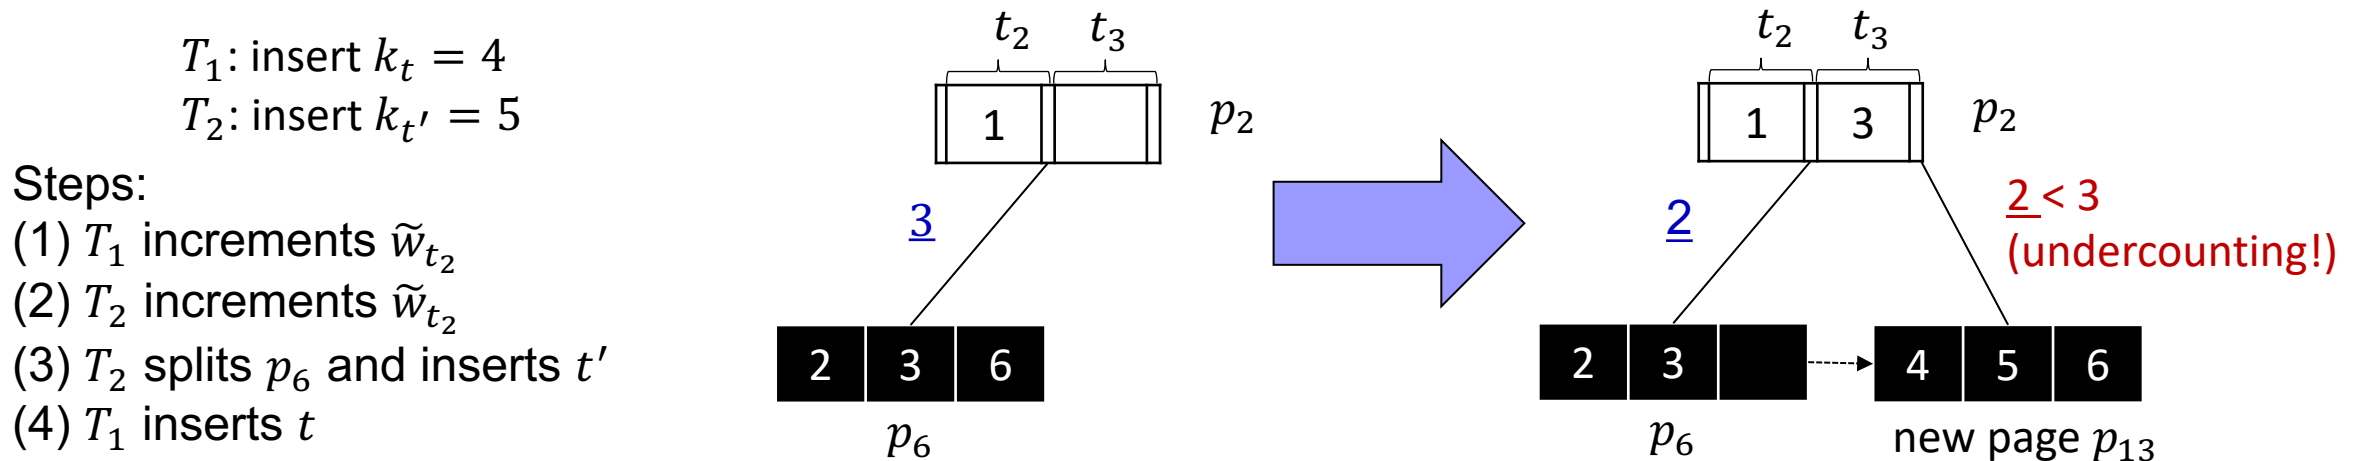 T₁: insert kₜ = 4
T₂: insert kₜ′ = 5
Steps:
(1) T₁ increments w̃ₜ₂
(2) T₂ increments w̃ₜ₂
(3) T₂ splits p₆ and inserts t′
(4) T₁ inserts t
t₂ t₃
1
p₂
3
2 3 6
p₆
t₂ t₃
1 3
p₂
2
2 < 3
(undercounting!)
2 3
4 5 6
p₆
new page p₁₃